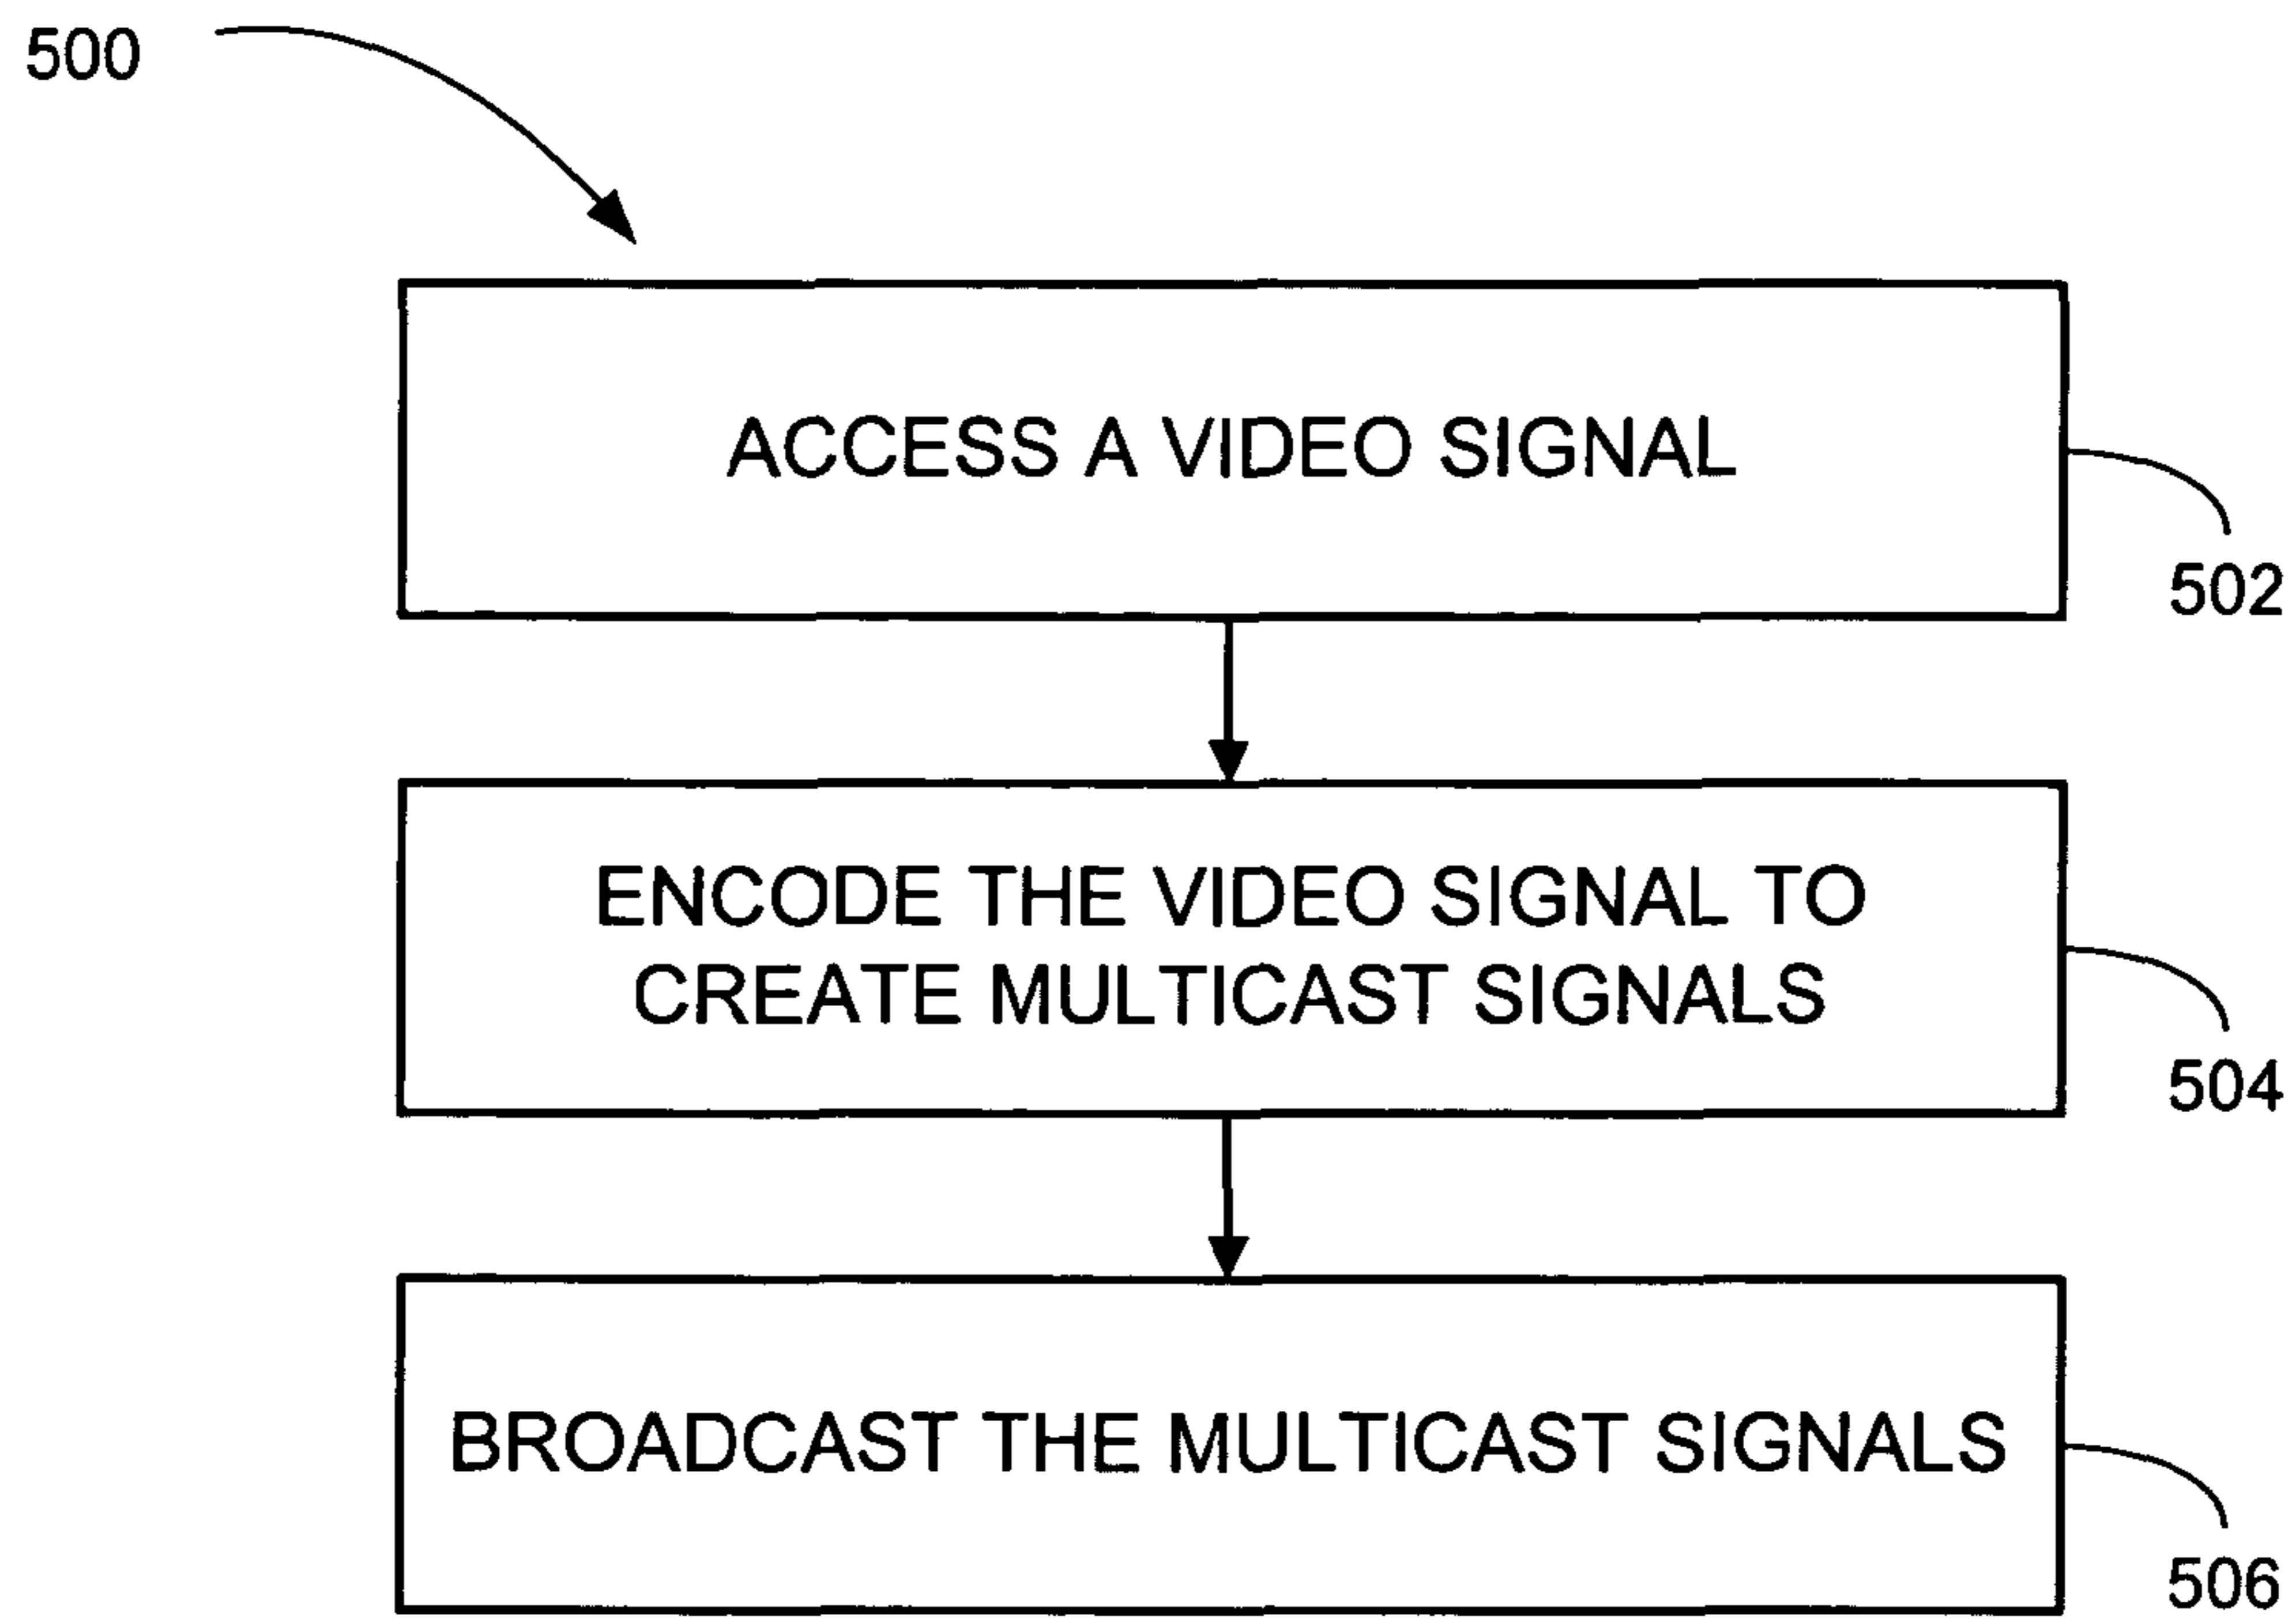 500
ACCESS A VIDEO SIGNAL
502
ENCODE THE VIDEO SIGNAL TO
CREATE MULTICAST SIGNALS
504
BROADCAST THE MULTICAST SIGNALS
506